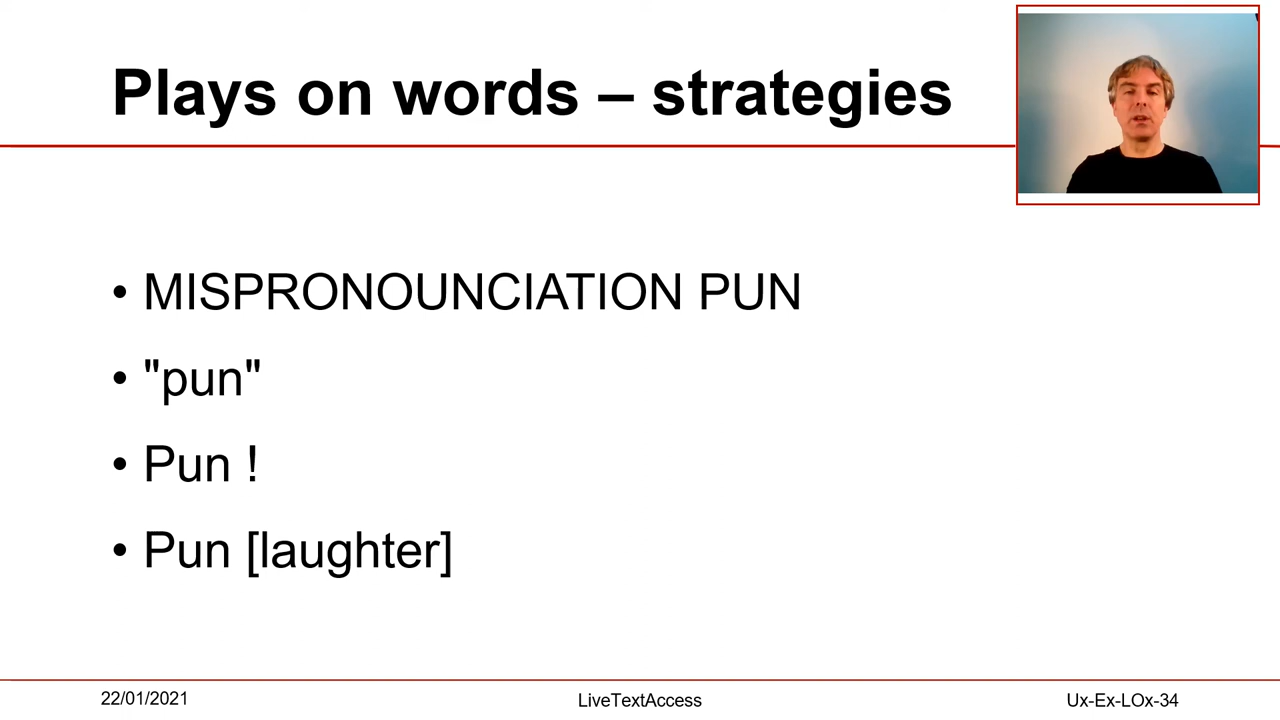 Plays on words – strategies
• MISPRONOUNCIATION PUN
• "pun"
• Pun !
• Pun [laughter]
22/01/2021
LiveTextAccess
Ux-Ex-LOx-34